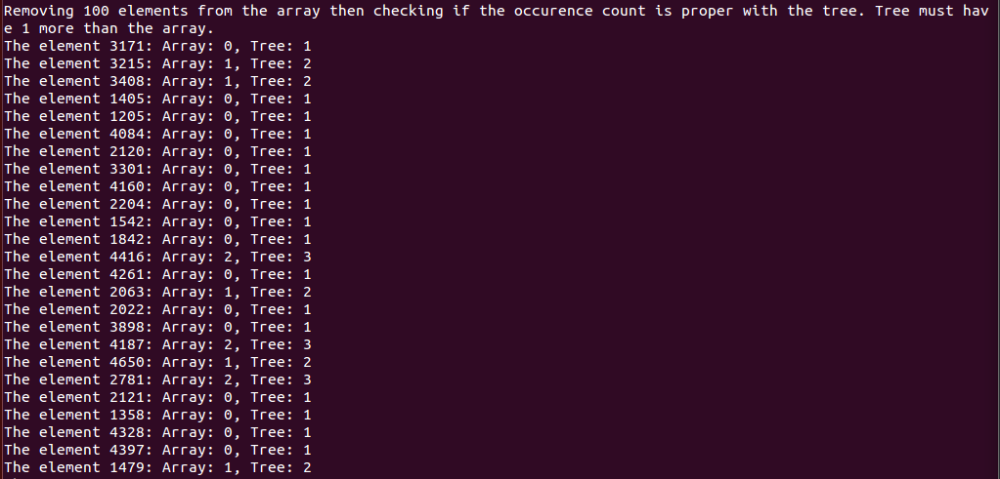 Removing 100 elements from the array then checking if the occurence count is proper with the tree. Tree must hav
e 1 more than the array.
The element 3171: Array: 0, Tree: 1
The element 3215: Array: 1, Tree: 2
The element 3408: Array: 1, Tree: 2
The element 1405: Array: 0, Tree: 1
The element 1205: Array: 0, Tree: 1
The element 4084: Array: 0, Tree: 1
The element 2120: Array: 0, Tree: 1
The element 3301: Array: 0, Tree: 1
The element 4160: Array: 0, Tree: 1
The element 2204: Array: 0, Tree: 1
The element 1542: Array: 0, Tree: 1
The element 1842: Array: 0, Tree: 1
The element 4416: Array: 2, Tree: 3
The element 4261: Array: 0, Tree: 1
The element 2063: Array: 1, Tree: 2
The element 2022: Array: 0, Tree: 1
The element 3898: Array: 0, Tree: 1
The element 4187: Array: 2, Tree: 3
The element 4650: Array: 1, Tree: 2
The element 2781: Array: 2, Tree: 3
The element 2121: Array: 0, Tree: 1
The element 1358: Array: 0, Tree: 1
The element 4328: Array: 0, Tree: 1
The element 4397: Array: 0, Tree: 1
The element 1479: Array: 1, Tree: 2